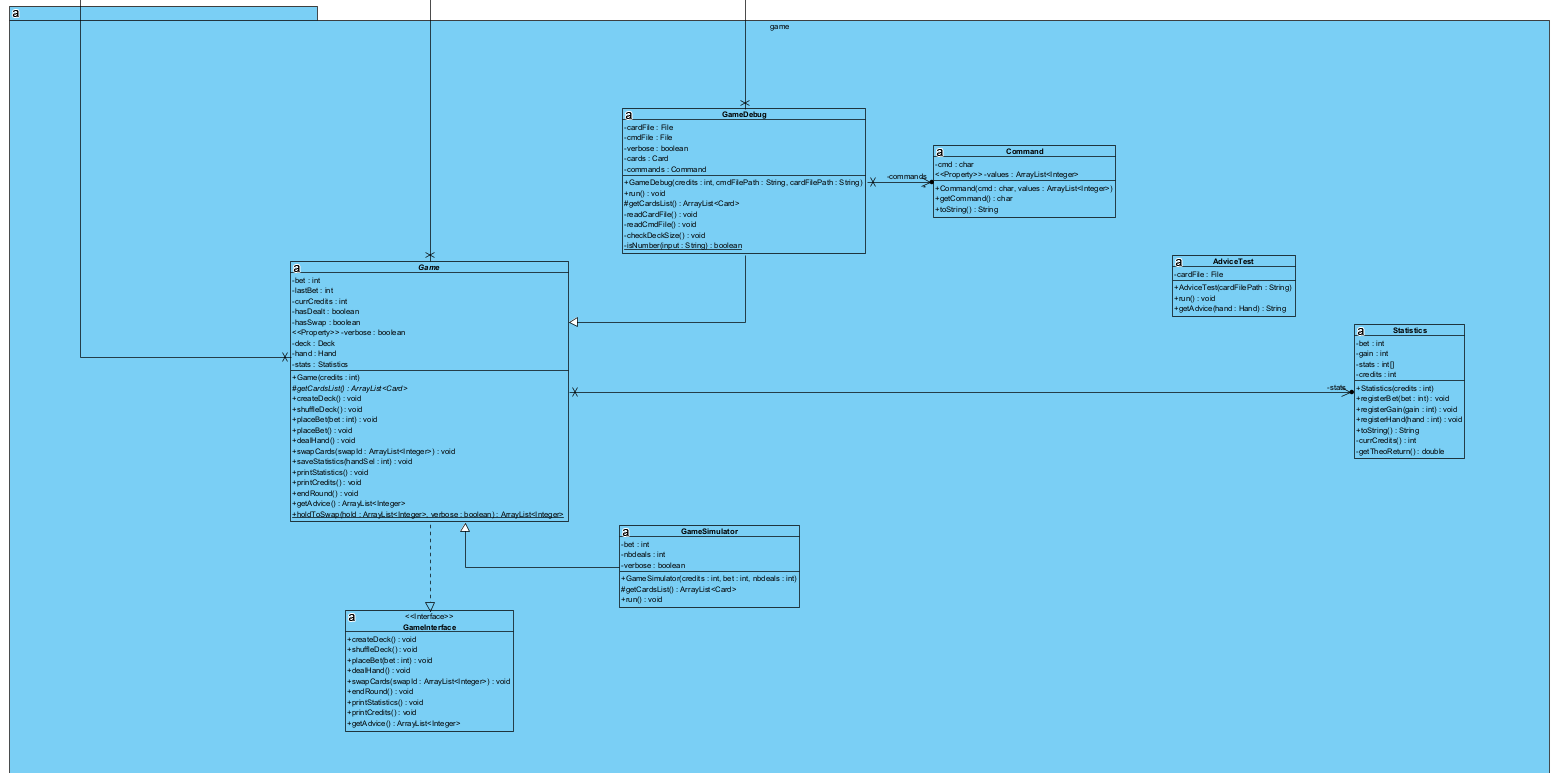 a
game
a
GameDebug
-cardFile : File
-cmdFile : File
-verbose : boolean
-cards : Card
-commands : Command
+GameDebug(credits : int, cmdFilePath : String, cardFilePath : String)
+run() : void
#getCardsList() : ArrayList<Card>
-readCardFile() : void
-readCmdFile() : void
-checkDeckSize() : void
-isNumber(input : String) : boolean
-commands
a
Command
-cmd : char
<<Property>> -values : ArrayList<Integer>
+Command(cmd : char, values : ArrayList<Integer>)
+getCommand() : char
+toString() : String
a
Game
-bet : int
-lastBet : int
-currCredits : int
-hasDealt : boolean
-hasSwap : boolean
<<Property>> -verbose : boolean
-deck : Deck
-hand : Hand
-stats : Statistics
+Game(credits : int)
#getCardsList() : ArrayList<Card>
+createDeck() : void
+shuffleDeck() : void
+placeBet(bet : int) : void
+placeBet() : void
+dealHand() : void
+swapCards(swapId : ArrayList<Integer>) : void
+saveStatistics(handSel : int) : void
+printStatistics() : void
+printCredits() : void
+endRound() : void
+getAdvice() : ArrayList<Integer>
+holdToSwap(hold : ArrayList<Integer>, verbose : boolean) : ArrayList<Integer>
a
AdviceTest
-cardFile : File
+AdviceTest(cardFilePath : String)
+run() : void
+getAdvice(hand : Hand) : String
-stats
a
Statistics
-bet : int
-gain : int
-stats : int[]
-credits : int
+Statistics(credits : int)
+registerBet(bet : int) : void
+registerGain(gain : int) : void
+registerHand(hand : int) : void
+toString() : String
-currCredits() : int
-getTheoReturn() : double
a
GameSimulator
-bet : int
-nbdeals : int
-verbose : boolean
+GameSimulator(credits : int, bet : int, nbdeals : int)
#getCardsList() : ArrayList<Card>
+run() : void
a
<<Interface>>
GameInterface
+createDeck() : void
+shuffleDeck() : void
+placeBet(bet : int) : void
+dealHand() : void
+swapCards(swapId : ArrayList<Integer>) : void
+endRound() : void
+printStatistics() : void
+printCredits() : void
+getAdvice() : ArrayList<Integer>